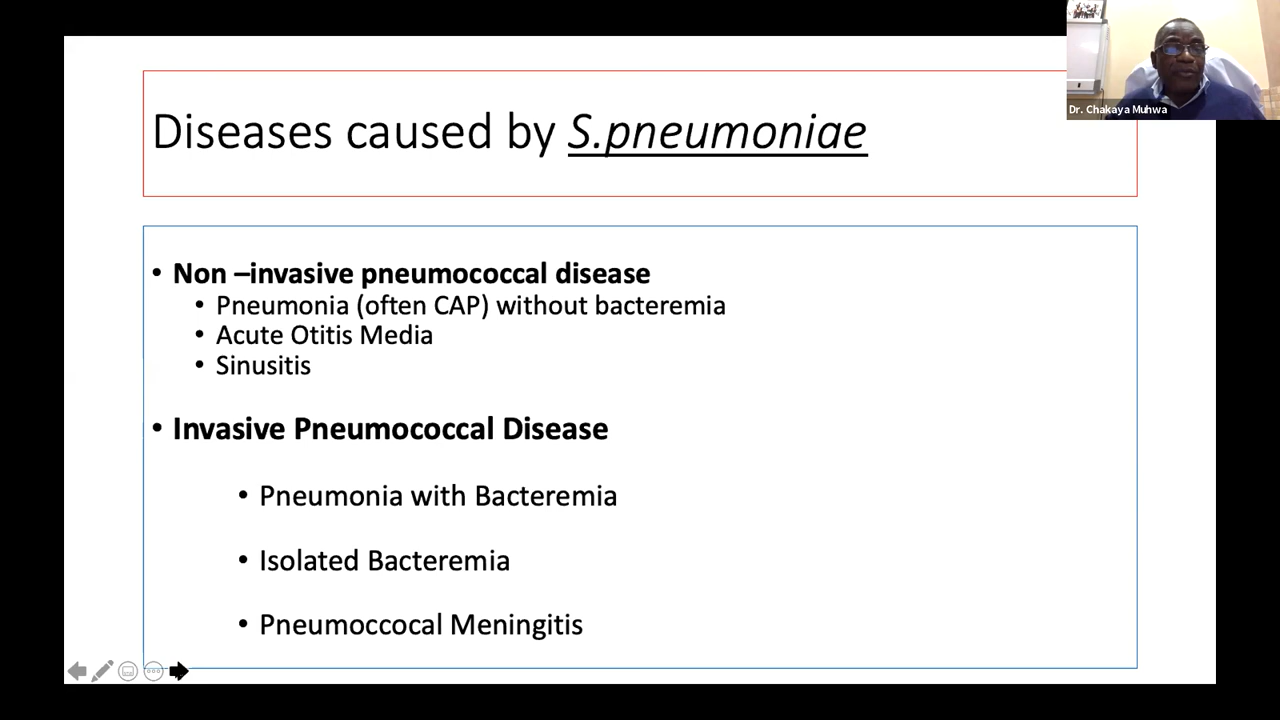 Diseases caused by S.pneumoniae
Dr. Chakaya Muhwa
• Non –invasive pneumococcal disease
• Pneumonia (often CAP) without bacteremia
• Acute Otitis Media
• Sinusitis
• Invasive Pneumococcal Disease
• Pneumonia with Bacteremia
• Isolated Bacteremia
• Pneumoccocal Meningitis